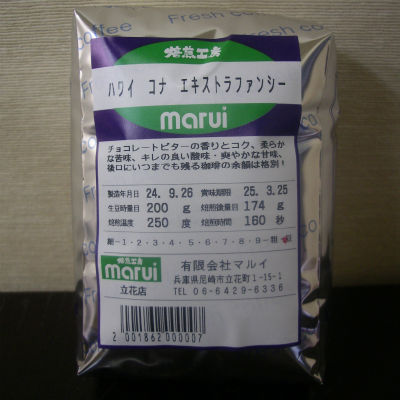 Fresh co
coffee
Fresh co
焙煎工房
ハワイ コナ エキストラファンシー
marui
チョコレートビターの香りとコク、柔らか
な苦味、キレの良い酸味・爽やかな甘味、
後口にいつまでも残る珈琲の余韻は格別!
製造年月日 24. 9.26 賞味期限 25. 3.25
生豆時量目 200 g 焙煎後量目 174 g
焙煎温度 250 度 焙煎時間 160 秒
細-1-2-3-4-5-6-7-8-9-粗
焙煎工房
marui
立花店
有限会社マルイ
兵庫県尼崎市立花町1-15-1
TEL 06-6429-6336
2 001862 000007